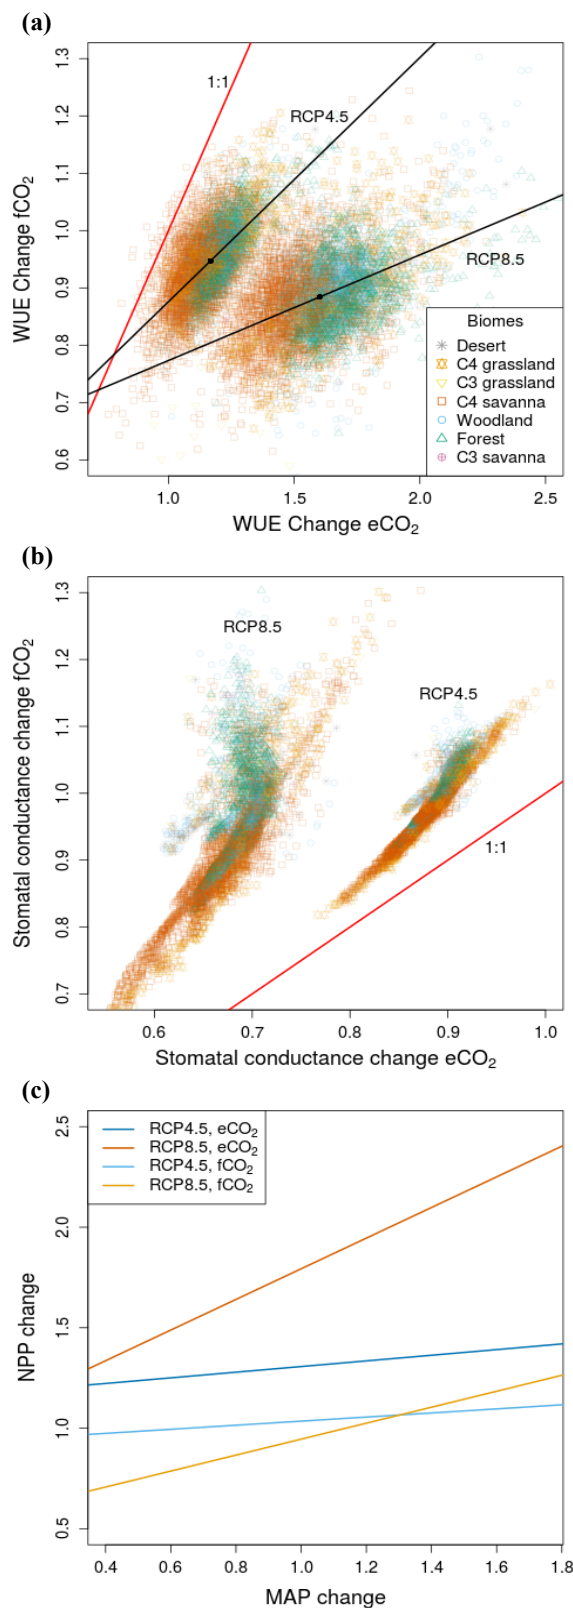 (a)
1:1
RCP4.5
RCP8.5
WUE Change fCO₂
0.6 0.7 0.8 0.9 1.0 1.1 1.2 1.3
Biomes
Desert
C4 grassland
C3 grassland
C4 savanna
Woodland
Forest
C3 savanna
1.0 1.5 2.0 2.5
WUE Change eCO₂
(b)
RCP8.5
RCP4.5
1:1
Stomatal conductance change fCO₂
0.7 0.8 0.9 1.0 1.1 1.2 1.3
0.6 0.7 0.8 0.9 1.0
Stomatal conductance change eCO₂
(c)
RCP4.5, eCO₂
RCP8.5, eCO₂
RCP4.5, fCO₂
RCP8.5, fCO₂
NPP change
0.5 1.0 1.5 2.0 2.5
0.4 0.6 0.8 1.0 1.2 1.4 1.6 1.8
MAP change